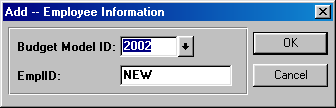 Add -- Employee Information
Budget Model ID: 2002 OK
EmplID: NEW Cancel